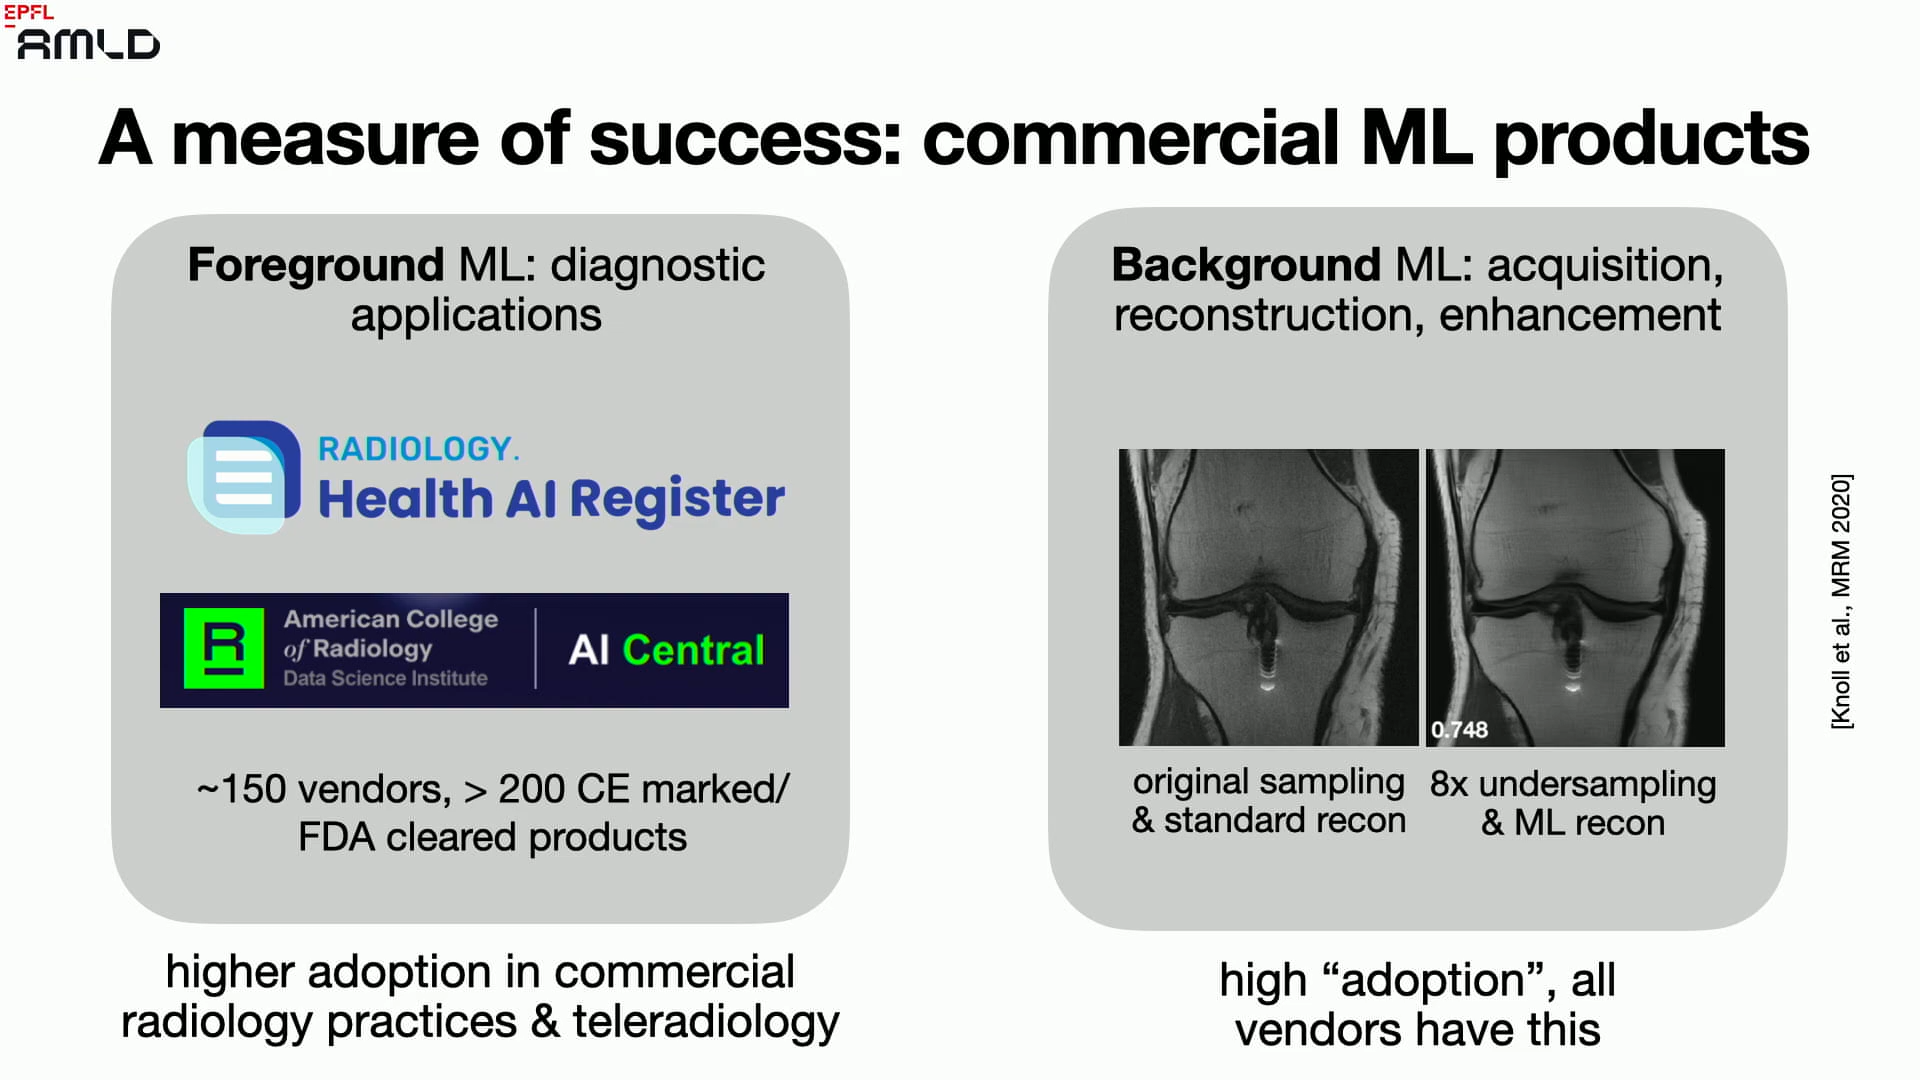 EPFL
AMLD
A measure of success: commercial ML products
Foreground ML: diagnostic
applications
RADIOLOGY.
Health AI Register
American College
of Radiology
Data Science Institute
AI Central
~150 vendors, > 200 CE marked/
FDA cleared products
higher adoption in commercial
radiology practices & teleradiology
Background ML: acquisition,
reconstruction, enhancement
0.748
original sampling
& standard recon
8x undersampling
& ML recon
[Knoll et al., MRM 2020]
high “adoption”, all
vendors have this